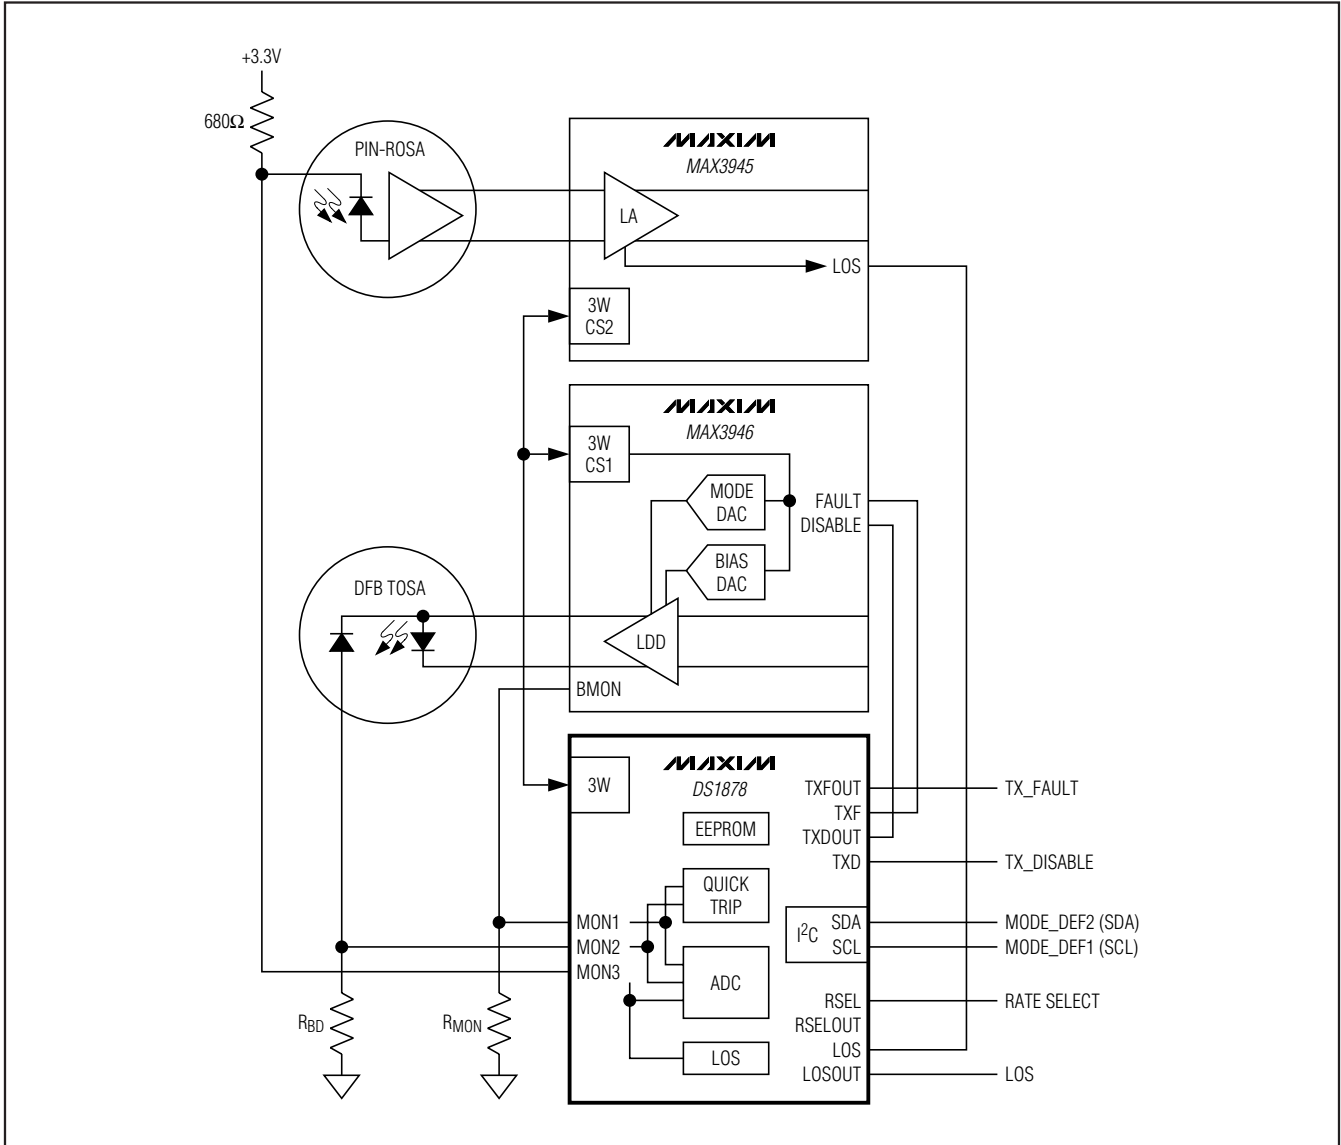 +3.3V
680Ω
PIN-ROSA
MAXIM
MAX3945
LA
LOS
3W
CS2
MAXIM
MAX3946
3W
CS1
MODE
DAC
FAULT
DISABLE
BIAS
DAC
DFB TOSA
LDD
BMON
MAXIM
DS1878
3W
TXFOUT
TX_FAULT
TXF
EEPROM
TXDOUT
TXD
TX_DISABLE
QUICK
TRIP
MON1
MON2
MON3
I²C
SDA
MODE_DEF2 (SDA)
SCL
MODE_DEF1 (SCL)
ADC
RSEL
RATE SELECT
RSELOUT
RBD
RMON
LOS
LOS
LOSOUT
LOS